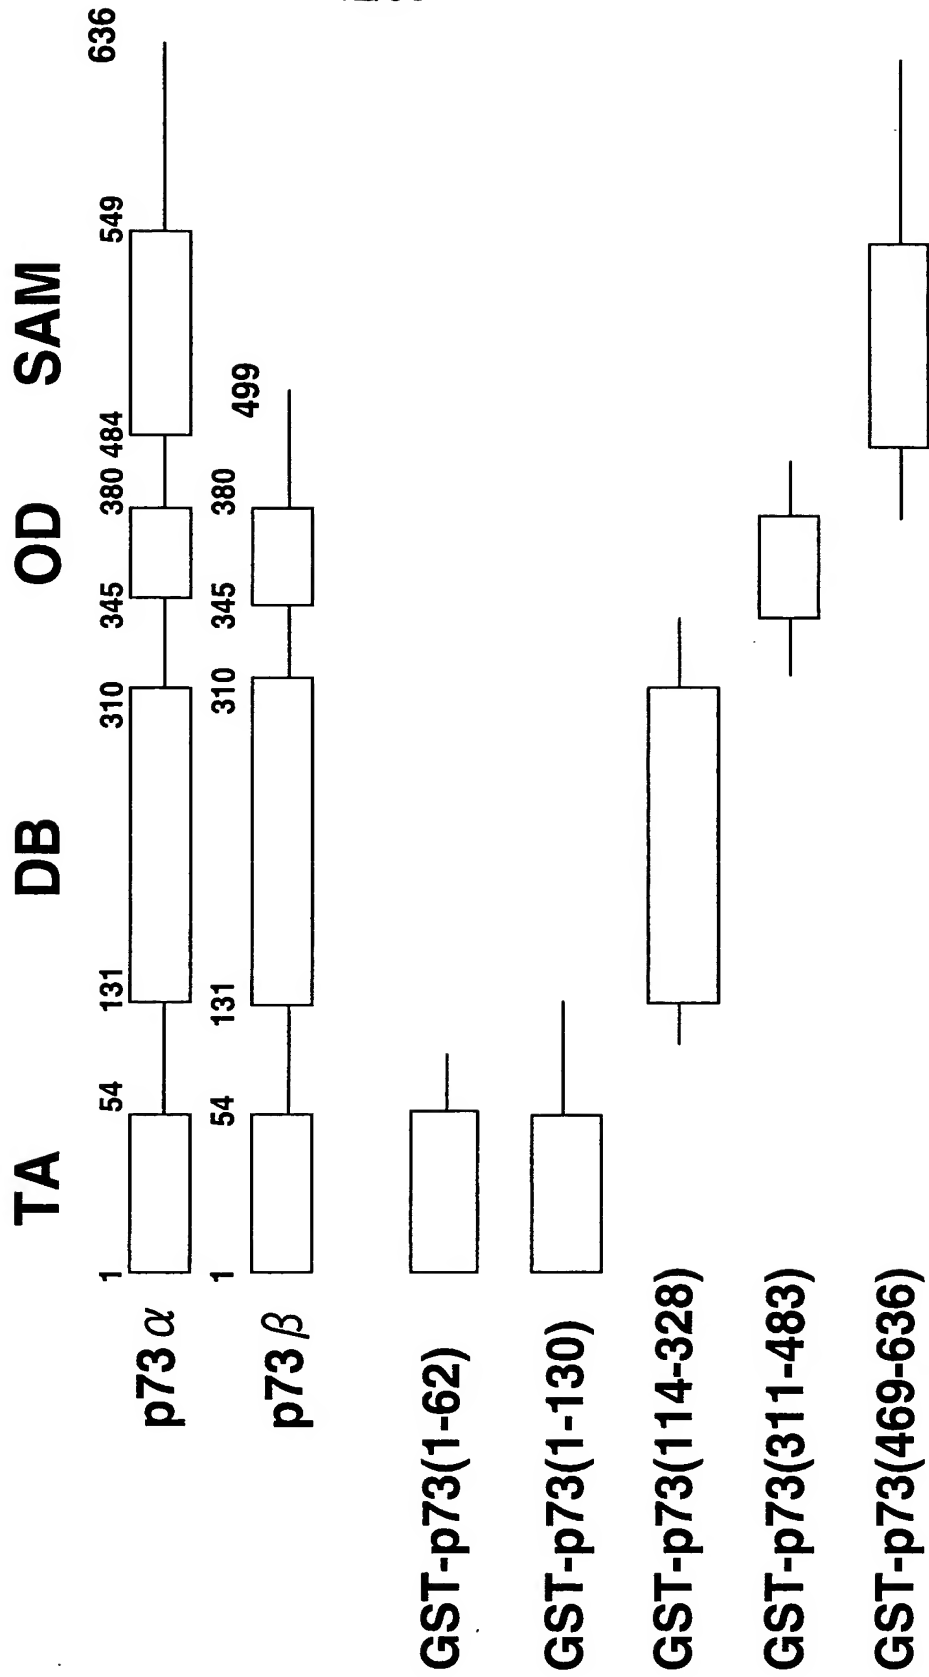 TA DB OD SAM
1 54 131 310 345 380 484 549 636
p73 α
1 54 131 310 345 380 499
p73 β
GST-p73(1-62)
GST-p73(1-130)
GST-p73(114-328)
GST-p73(311-483)
GST-p73(469-636)